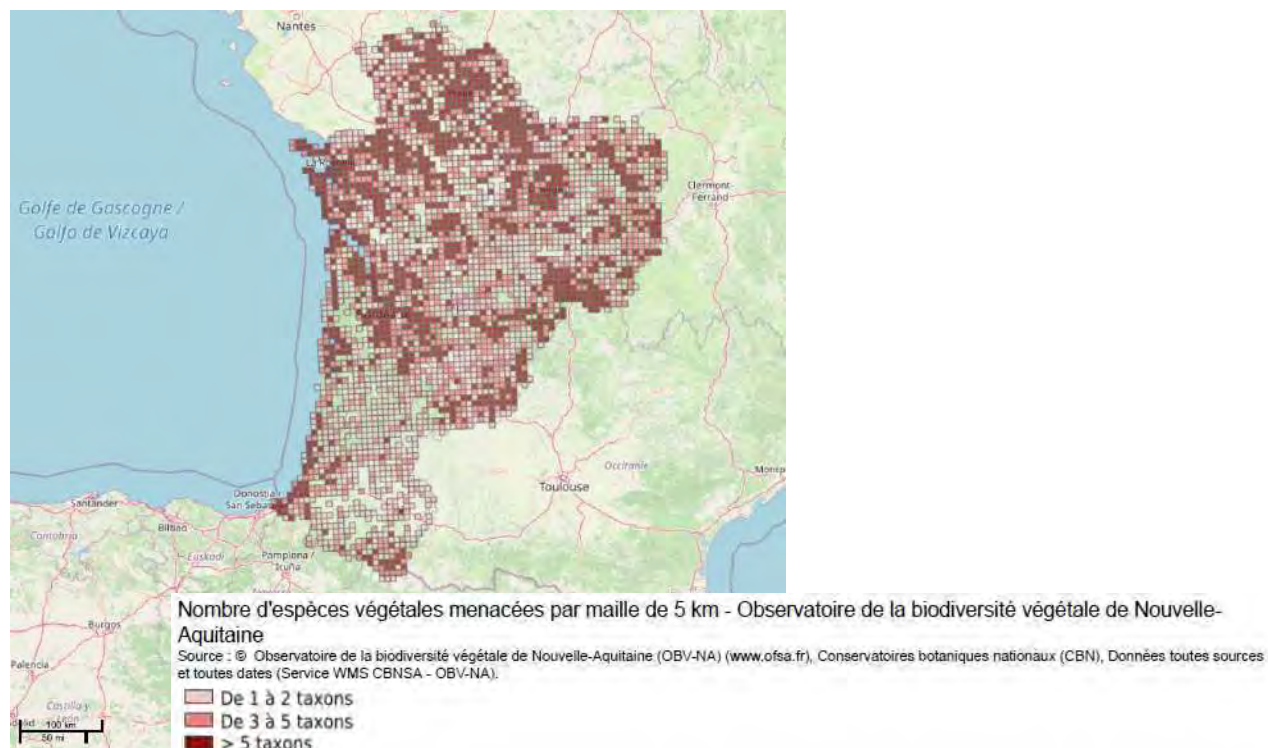 Nantes
Clermont-
Ferrand
Golfe de Gascogne /
Golfo de Vizcaya
Occitanie
Toulouse
Santander
Donostia /
Bilbao
Cantabria
Euskadi
Pamplona /
Iruña
Burgos
Palencia
Castilla y
León
100 km
50 mi
Nombre d'espèces végétales menacées par maille de 5 km - Observatoire de la biodiversité végétale de Nouvelle-
Aquitaine
Source : © Observatoire de la biodiversité végétale de Nouvelle-Aquitaine (OBV-NA) (www.ofsa.fr), Conservatoires botaniques nationaux (CBN), Données toutes sources
et toutes dates (Service WMS CBNSA - OBV-NA).
De 1 à 2 taxons
De 3 à 5 taxons
> 5 taxons